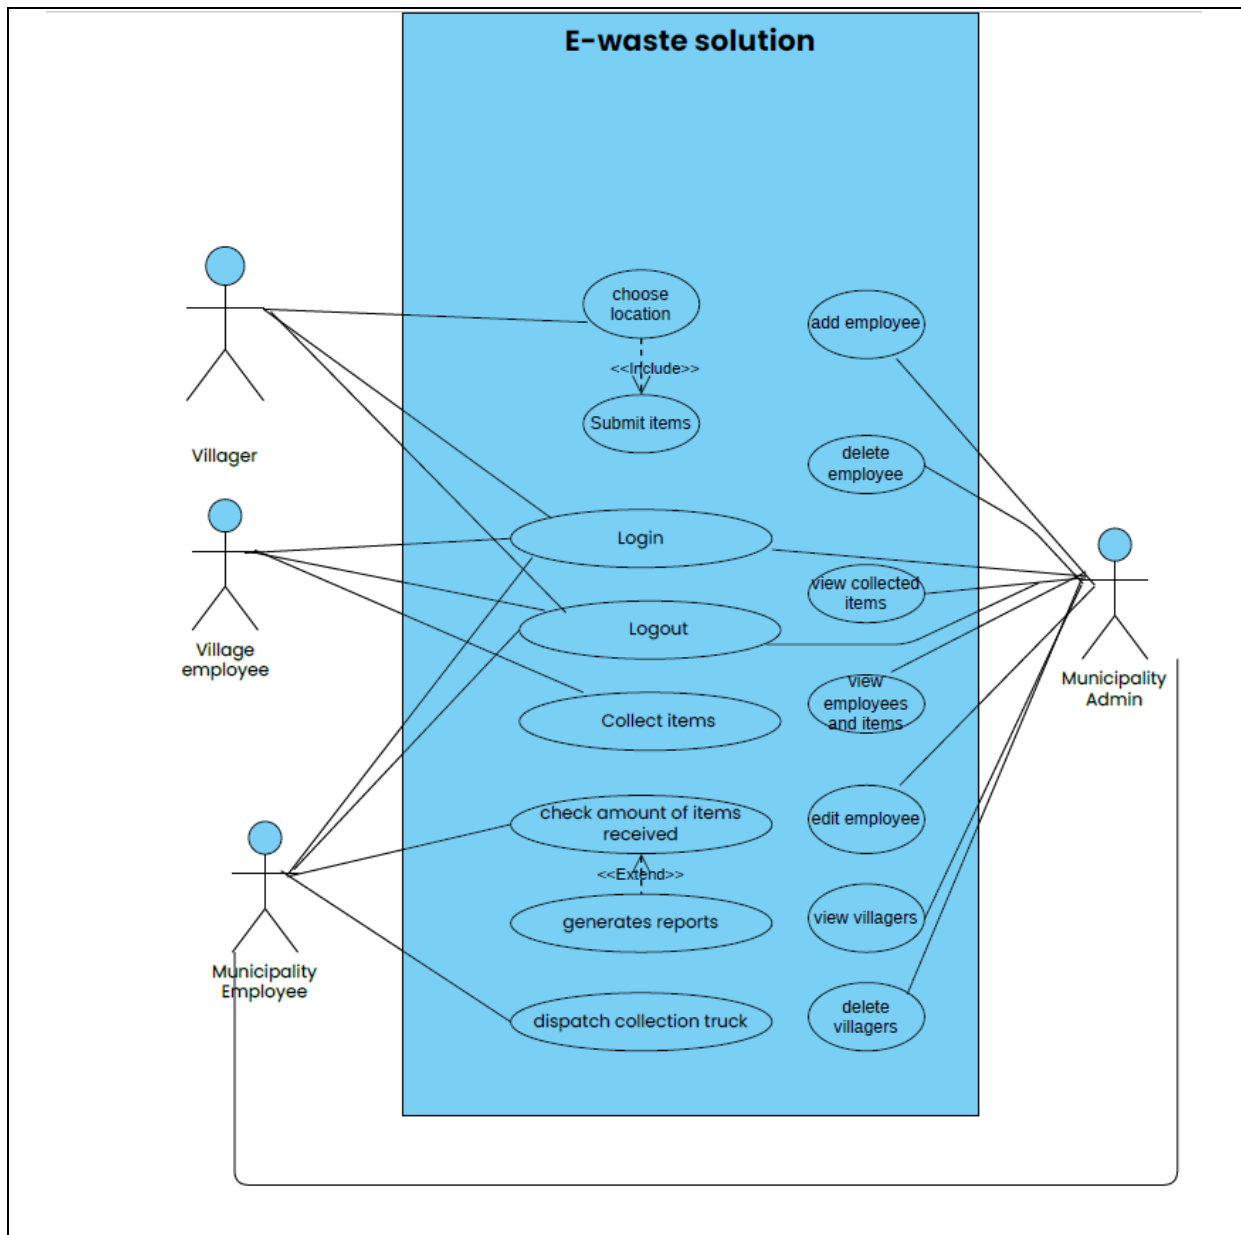 E-waste solution
choose
location
<<Include>>
Submit items
add employee
delete
employee
Villager
Login
view collected
items
Village
employee
Logout
view
employees
and items
Municipality
Admin
Collect items
check amount of items
received
<<Extend>>
generates reports
edit employee
view villagers
Municipality
Employee
dispatch collection truck
delete
villagers